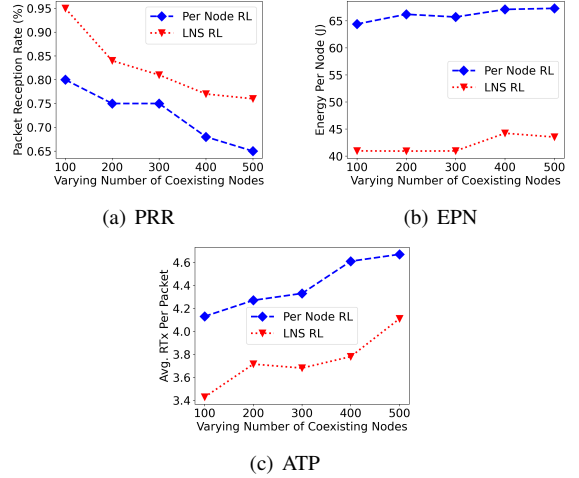 Packet Reception Rate (%)
0.95
0.90
0.85
0.80
0.75
0.70
0.65
Per Node RL
LNS RL
100 200 300 400 500
Varying Number of Coexisting Nodes
(a) PRR
Energy Per Node (J)
65
60
55
50
45
40
Per Node RL
LNS RL
100 200 300 400 500
Varying Number of Coexisting Nodes
(b) EPN
Avg. RTx Per Packet
4.6
4.4
4.2
4.0
3.8
3.6
3.4
Per Node RL
LNS RL
100 200 300 400 500
Varying Number of Coexisting Nodes
(c) ATP